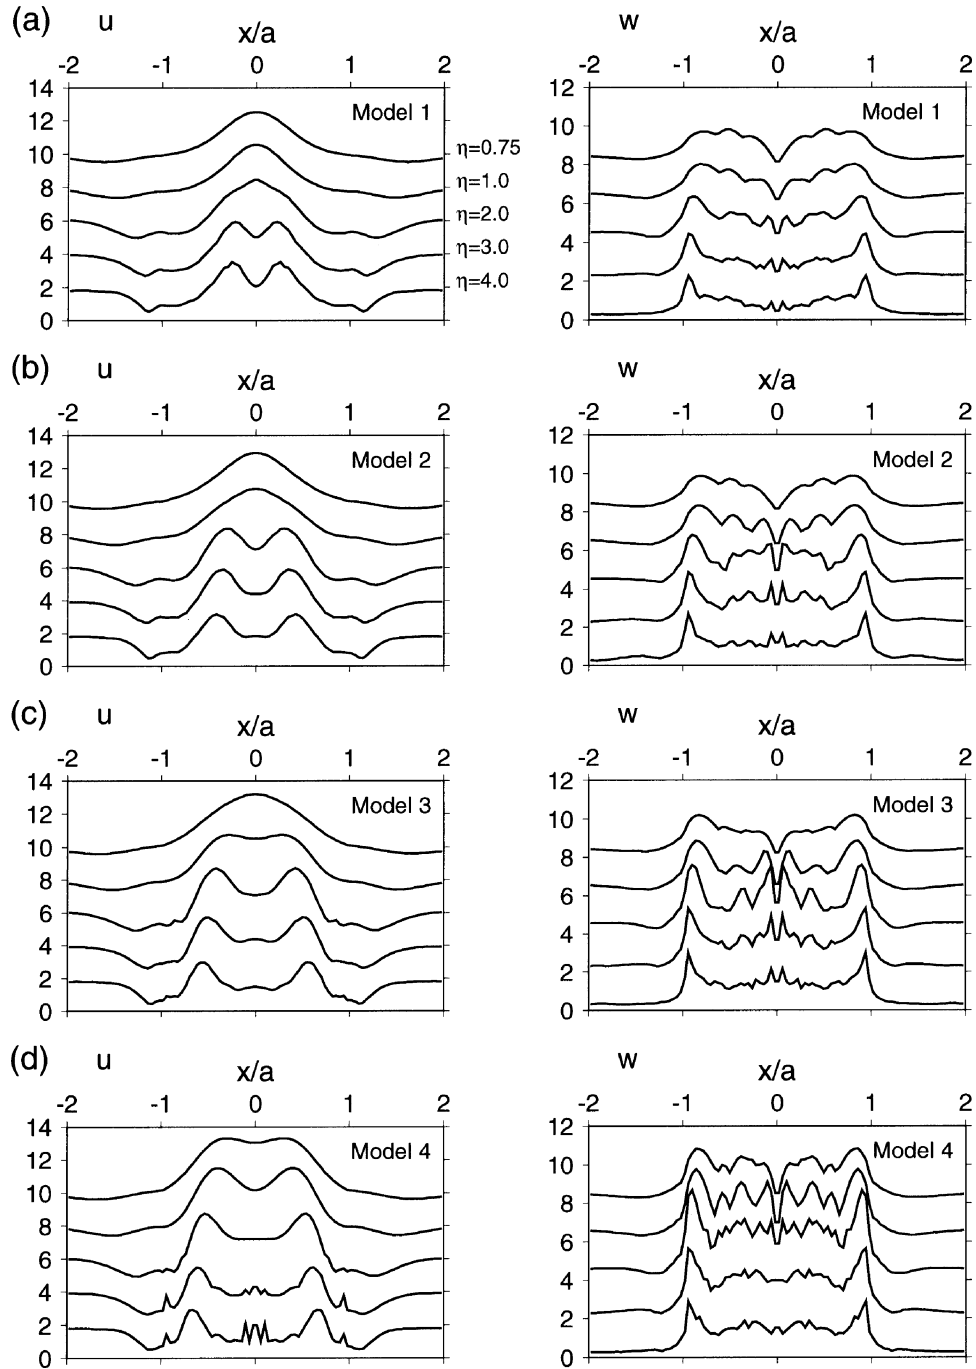 (a) u w
x/a x/a
-2 -1 0 1 2 -2 -1 0 1 2
14 12
Model 1 Model 1
12 10
η=0.75
10 8
η=1.0
8
η=2.0 6
6
η=3.0 4
4
η=4.0 2
2
0 0
(b) u w
x/a x/a
-2 -1 0 1 2 -2 -1 0 1 2
14 12
Model 2 Model 2
12 10
10 8
8 6
6 4
4 2
2
0 0
(c) u w
x/a x/a
-2 -1 0 1 2 -2 -1 0 1 2
14 12
Model 3 Model 3
12 10
10 8
8 6
6 4
4 2
2
0 0
(d) u w
x/a x/a
-2 -1 0 1 2 -2 -1 0 1 2
14 12
Model 4 Model 4
12 10
10 8
8 6
6 4
4 2
2
0 0